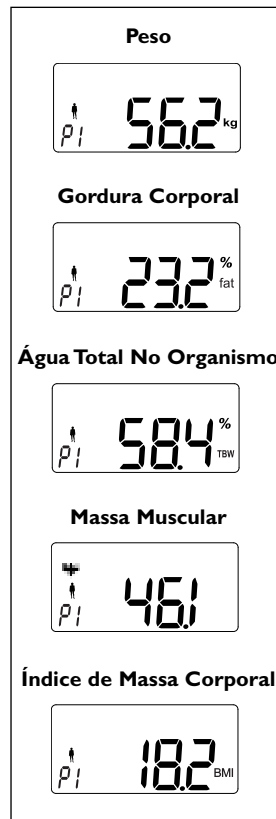 Peso
P1 56.2 kg
Gordura Corporal
P1 23.2 % fat
Água Total No Organismo
P1 58.4 % TBW
Massa Muscular
P1 46.1
Índice de Massa Corporal
P1 18.2 BMI